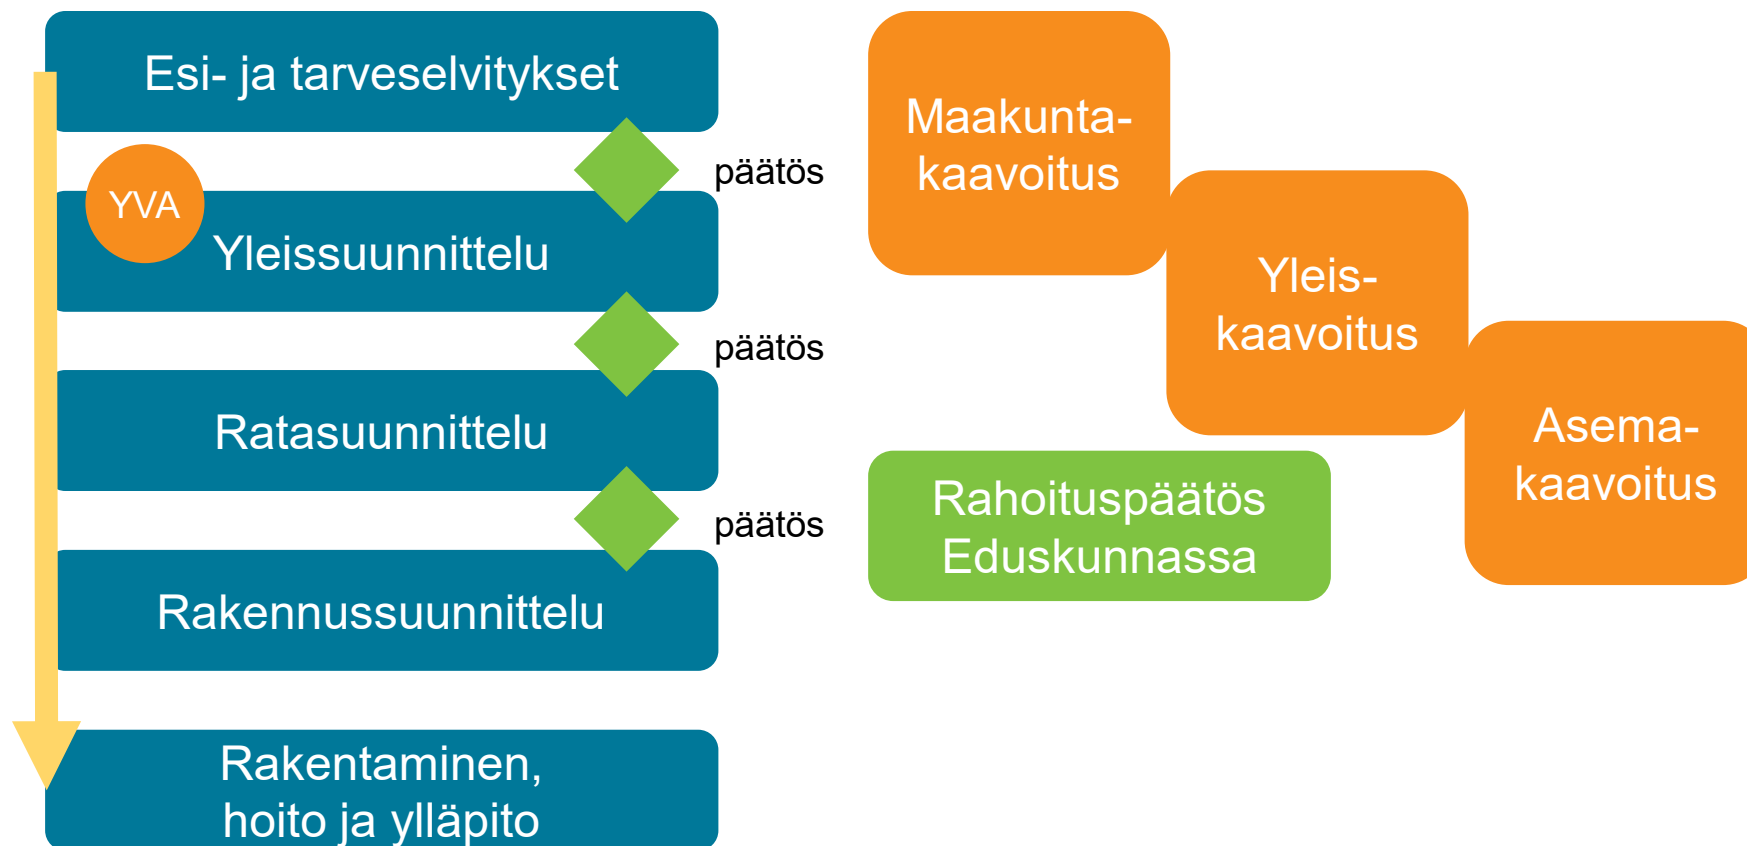 Esi- ja tarveselvitykset
päätös
YVA
Yleissuunnittelu
päätös
Ratasuunnittelu
päätös
Rakennussuunnittelu
Rakentaminen,
hoito ja ylläpito
Maakunta-
kaavoitus
Yleis-
kaavoitus
Asema-
kaavoitus
Rahoituspäätös
Eduskunnassa